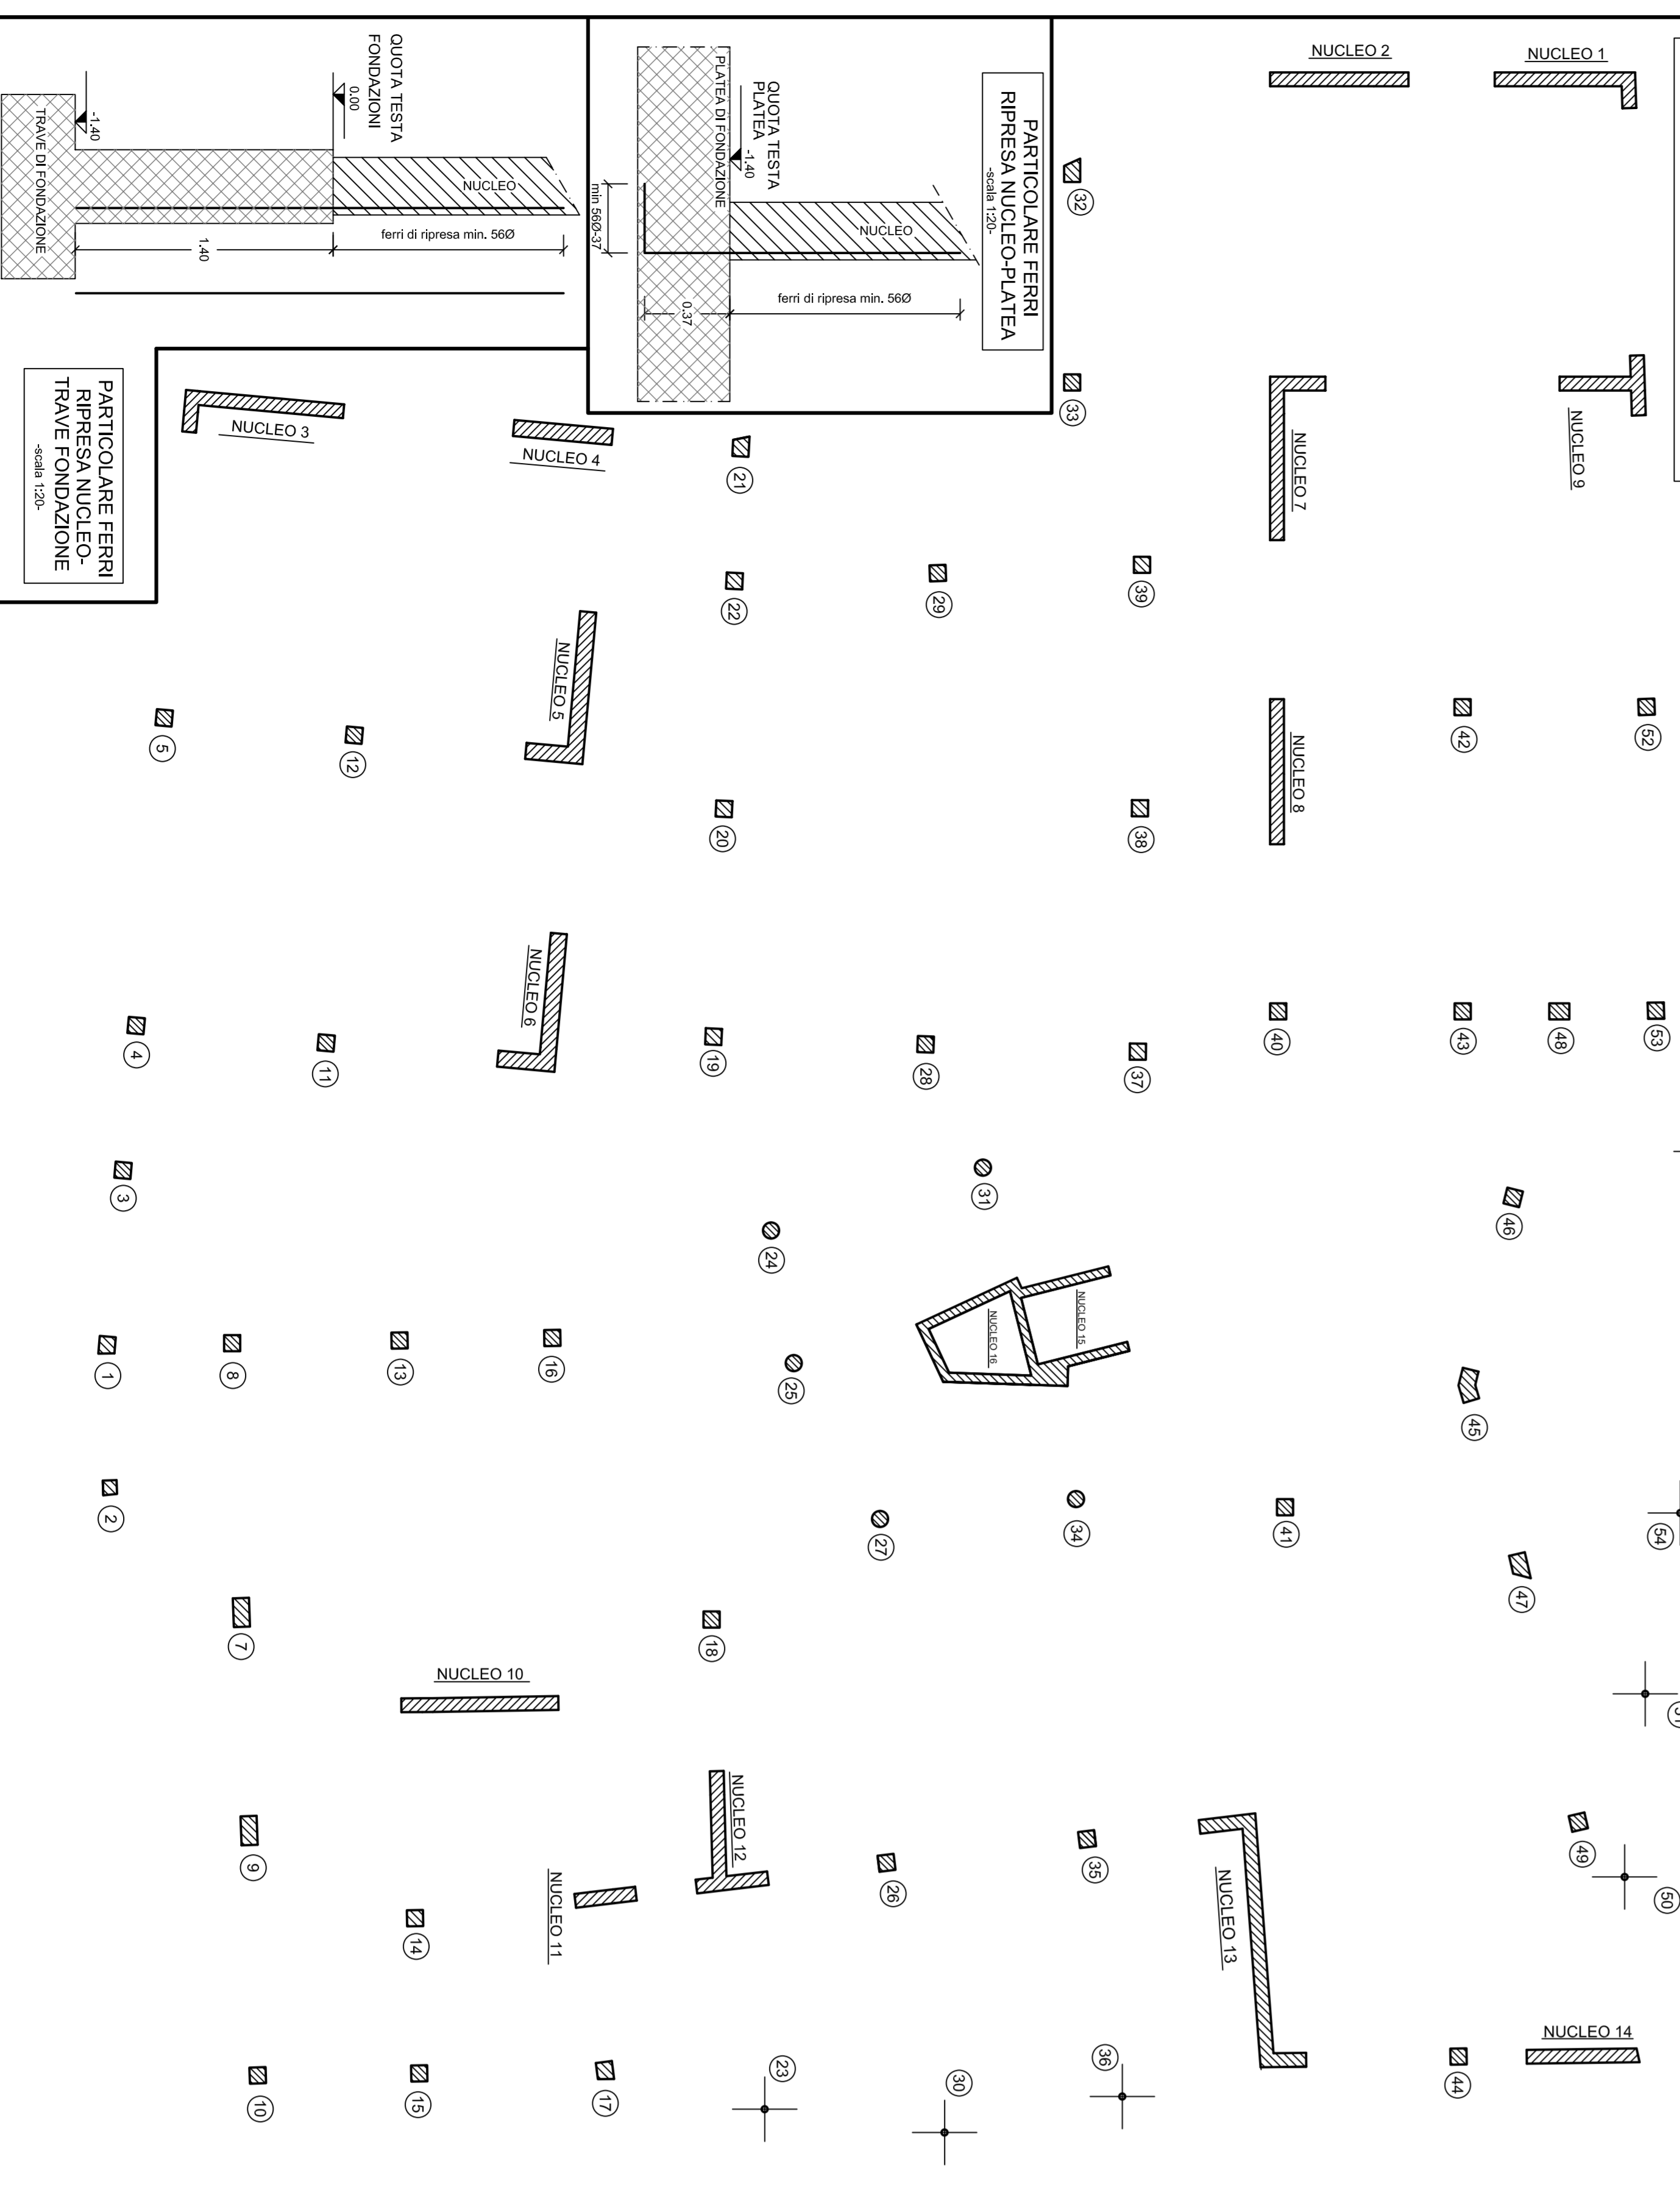 NUCLEO 2
NUCLEO 1
QUOTA TESTA
FONDAZIONI
0.00
-1.40
TRAVE DI FONDAZIONE
NUCLEO
1.40
ferri di ripresa min. 56Ø
PARTICOLARE FERRI
RIPRESA NUCLEO-
TRAVE FONDAZIONE
-scala 1:20-
PARTICOLARE FERRI
RIPRESA NUCLEO-PLATEA
-scala 1:20-
QUOTA TESTA
PLATEA
-1.40
PLATEA DI FONDAZIONE
NUCLEO
min 56Ø-37
0.37
ferri di ripresa min. 56Ø
32
33
NUCLEO 9
NUCLEO 7
NUCLEO 3
NUCLEO 4
21
22
29
39
NUCLEO 5
5
12
20
38
NUCLEO 8
42
52
NUCLEO 6
4
11
19
28
37
40
43
48
53
3
24
31
46
NUCLEO 15
NUCLEO 16
1
8
13
16
25
45
2
27
34
41
54
47
7
18
NUCLEO 10
NUCLEO 12
9
NUCLEO 11
14
26
35
NUCLEO 13
49
50
NUCLEO 14
10
15
17
23
30
36
44